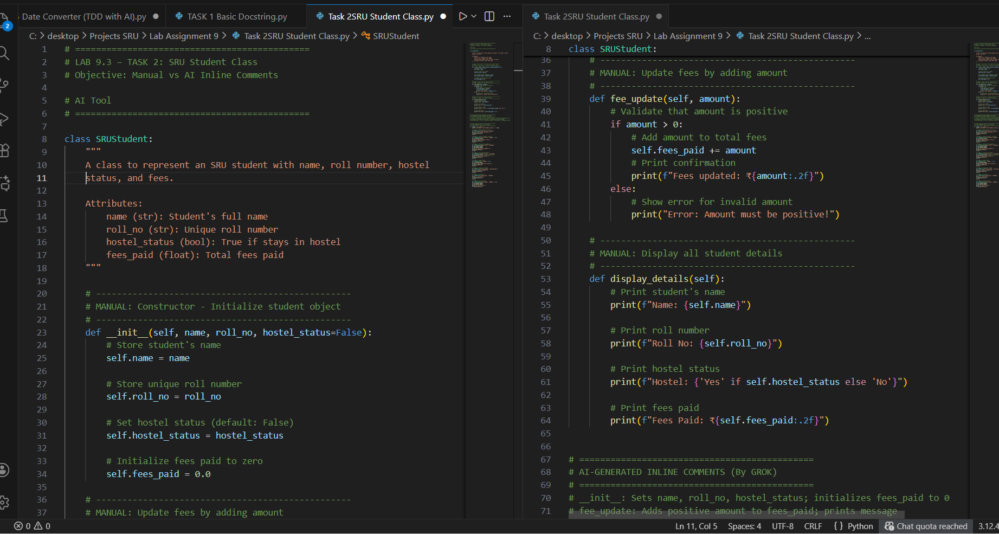 Date Converter (TDD with AI).py
TASK 1 Basic Docstring.py
Task 2SRU Student Class.py
C: > desktop > Projects SRU > Lab Assignment 9 > Task 2SRU Student Class.py > SRUStudent
2
1 # =============================================
2 # LAB 9.3 – TASK 2: SRU Student Class
3 # Objective: Manual vs AI Inline Comments
4
5 # AI Tool
6 # =============================================
7
8 class SRUStudent:
9 """
10 A class to represent an SRU student with name, roll number, hostel
11 status, and fees.
12
13 Attributes:
14 name (str): Student's full name
15 roll_no (str): Unique roll number
16 hostel_status (bool): True if stays in hostel
17 fees_paid (float): Total fees paid
18 """
19
20 # -------------------------------------------------
21 # MANUAL: Constructor - Initialize student object
22 # -------------------------------------------------
23 def __init__(self, name, roll_no, hostel_status=False):
24 # Store student's name
25 self.name = name
26
27 # Store unique roll number
28 self.roll_no = roll_no
29
30 # Set hostel status (default: False)
31 self.hostel_status = hostel_status
32
33 # Initialize fees paid to zero
34 self.fees_paid = 0.0
35
36 # -------------------------------------------------
37 # MANUAL: Update fees by adding amount
Task 2SRU Student Class.py
C: > desktop > Projects SRU > Lab Assignment 9 > Task 2SRU Student Class.py > ...
8 class SRUStudent:
36 # -------------------------------------------------
37 # MANUAL: Update fees by adding amount
38 # -------------------------------------------------
39 def fee_update(self, amount):
40 # Validate that amount is positive
41 if amount > 0:
42 # Add amount to total fees
43 self.fees_paid += amount
44 # Print confirmation
45 print(f"Fees updated: ₹{amount:.2f}")
46 else:
47 # Show error for invalid amount
48 print("Error: Amount must be positive!")
49
50 # -------------------------------------------------
51 # MANUAL: Display all student details
52 # -------------------------------------------------
53 def display_details(self):
54 # Print student's name
55 print(f"Name: {self.name}")
56
57 # Print roll number
58 print(f"Roll No: {self.roll_no}")
59
60 # Print hostel status
61 print(f"Hostel: {'Yes' if self.hostel_status else 'No'}")
62
63 # Print fees paid
64 print(f"Fees Paid: ₹{self.fees_paid:.2f}")
65
66
67 # =============================================
68 # AI-GENERATED INLINE COMMENTS (By GROK)
69 # =============================================
70 # __init__: Sets name, roll_no, hostel_status; initializes fees_paid to 0
71 # fee_update: Adds positive amount to fees_paid; prints message
0 0
Ln 11, Col 5 Spaces: 4 UTF-8 CRLF { } Python Chat quota reached 3.12.4